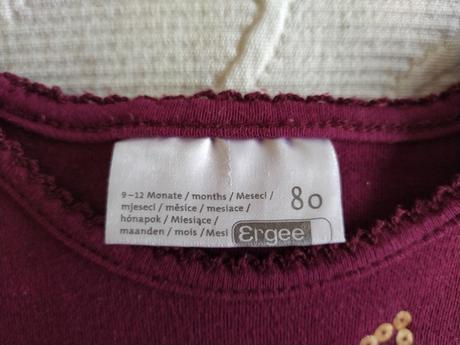 9–12 Monate / months / Meseci /
mjeseci / měsíce / mesiace /
hónapok / Miesiące /
maanden / mois / Mesi
80
Ergee